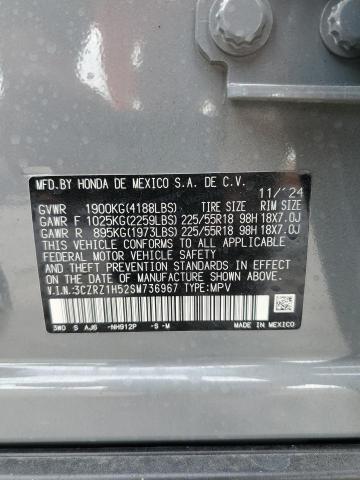 MFD.BY HONDA DE MEXICO S.A. DE C.V. 11/'24
GVWR 1900KG(4188LBS) TIRE SIZE RIM SIZE
GAWR F 1025KG(2259LBS) 225/55R18 98H 18X7.0J
GAWR R 895KG(1973LBS) 225/55R18 98H 18X7.0J
THIS VEHICLE CONFORMS TO ALL APPLICABLE
FEDERAL MOTOR VEHICLE SAFETY AND THEFT
PREVENTION STANDARDS IN EFFECT ON THE
DATE OF MANUFACTURE SHOWN ABOVE.
V.I.N.:3CZRZ1H52SM736967 TYPE:MPV
3W0 S AJ6 -NH912P -S -M